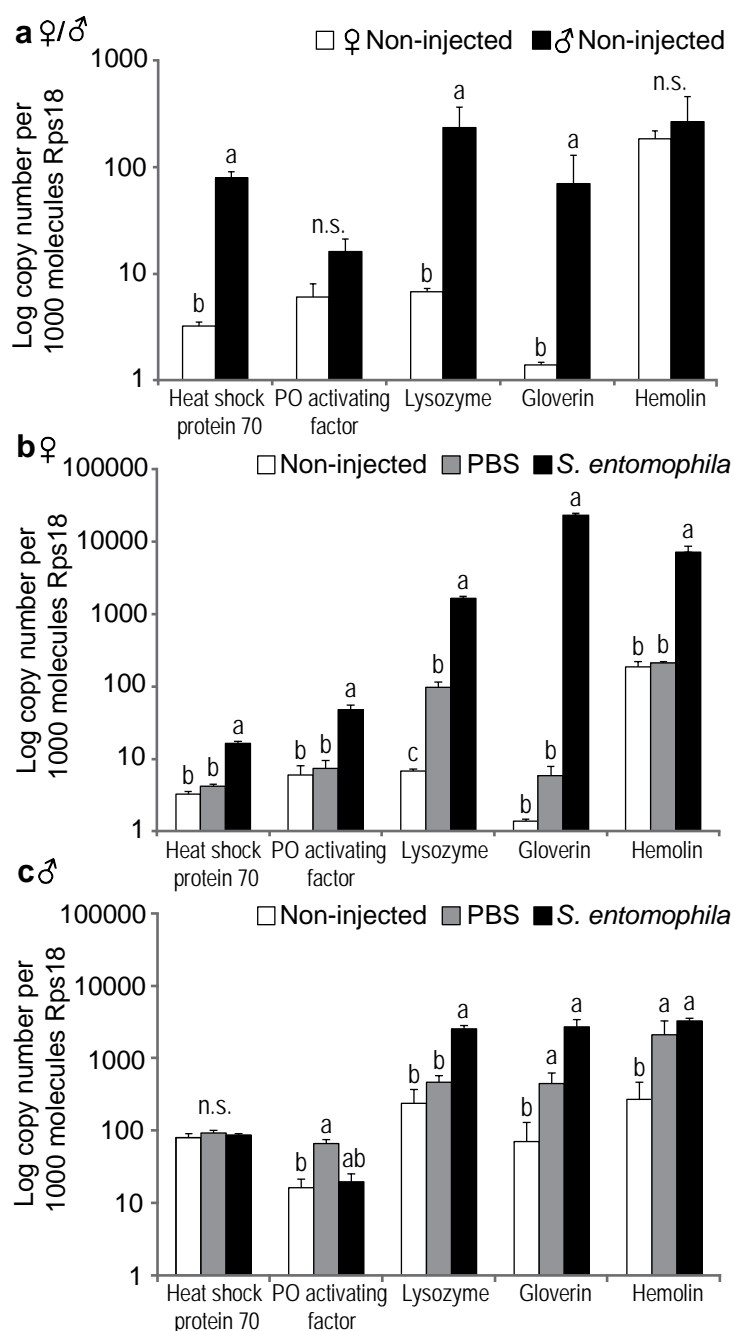 a ♀/♂
♀ Non-injected ♂ Non-injected
Log copy number per
1000 molecules Rps18
1000
100
10
1
b a n.s. b a b a n.s.
Heat shock
protein 70
PO activating
factor
Lysozyme
Gloverin
Hemolin
b ♀
Non-injected PBS S. entomophila
Log copy number per
1000 molecules Rps18
100000
10000
1000
100
10
1
b b a b b a c b a b b a b b a
Heat shock
protein 70
PO activating
factor
Lysozyme
Gloverin
Hemolin
c ♂
Non-injected PBS S. entomophila
Log copy number per
1000 molecules Rps18
100000
10000
1000
100
10
1
n.s. b a ab b b a b a a b a a
Heat shock
protein 70
PO activating
factor
Lysozyme
Gloverin
Hemolin